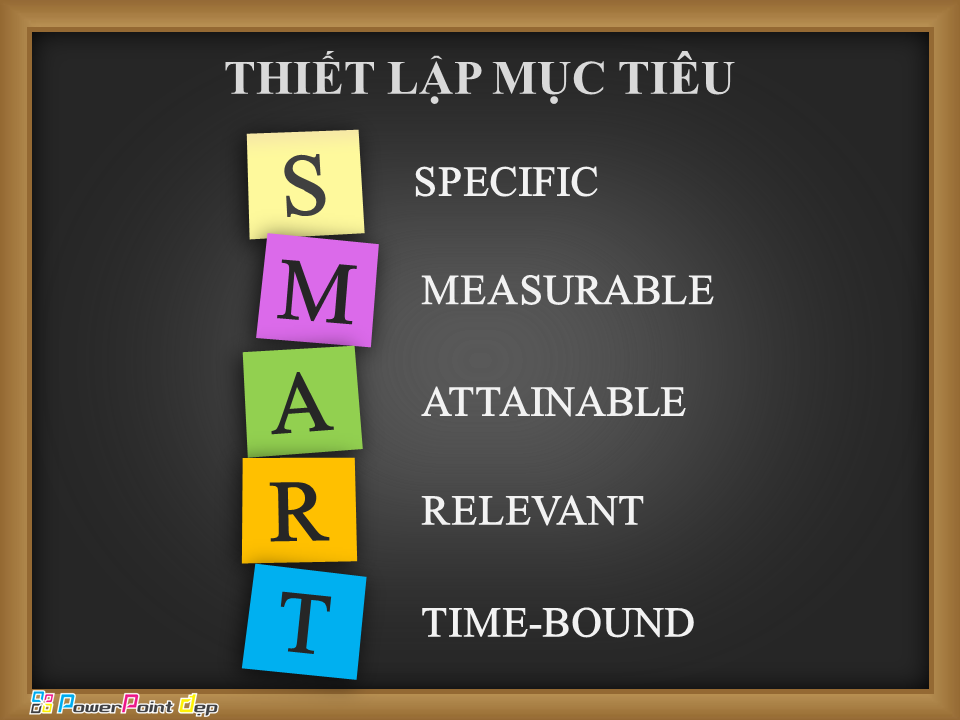 THIẾT LẬP MỤC TIÊU
S SPECIFIC
M MEASURABLE
A ATTAINABLE
R RELEVANT
T TIME-BOUND
PowerPoint đẹp